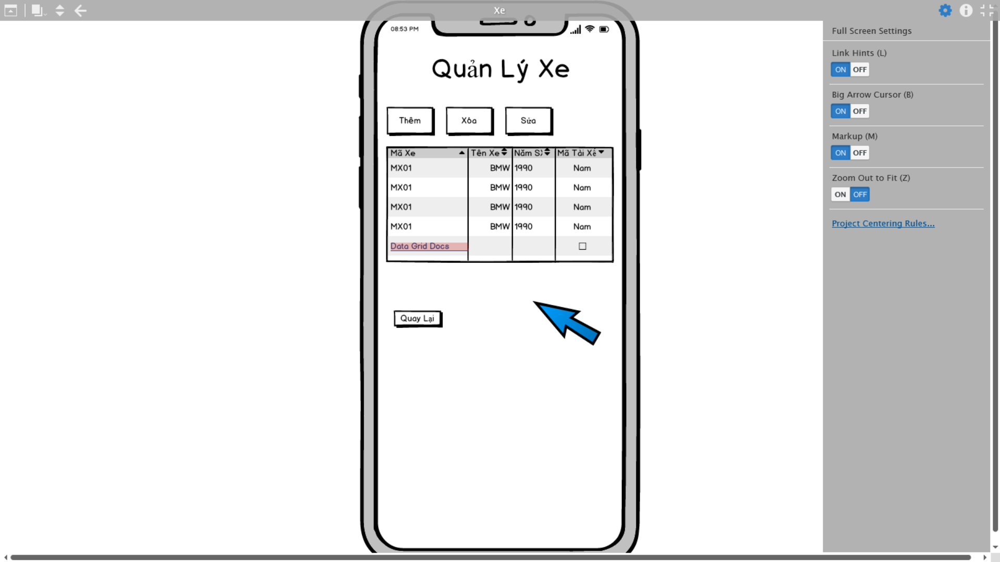 Xe
08:53 PM
Quản Lý Xe
Thêm Xóa Sửa
Mã Xe Tên Xe Năm SX Mã Tài Xế
MX01 BMW 1990 Nam
MX01 BMW 1990 Nam
MX01 BMW 1990 Nam
MX01 BMW 1990 Nam
Data Grid Docs
Quay Lại
Full Screen Settings
Link Hints (L)
ON OFF
Big Arrow Cursor (B)
ON OFF
Markup (M)
ON OFF
Zoom Out to Fit (Z)
ON OFF
Project Centering Rules...